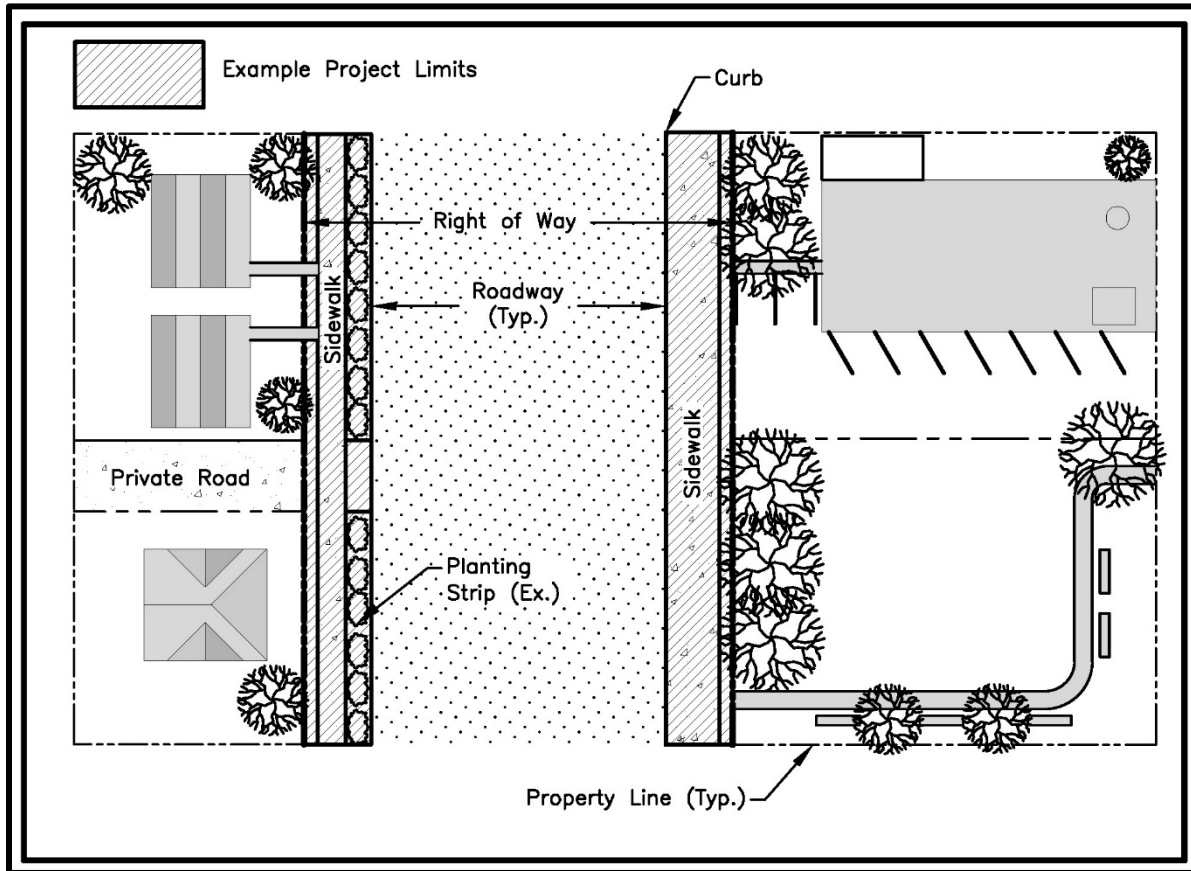 Example Project Limits
Curb
Right of Way
Roadway
(Typ.)
Sidewalk
Sidewalk
Private Road
Planting
Strip (Ex.)
Property Line (Typ.)